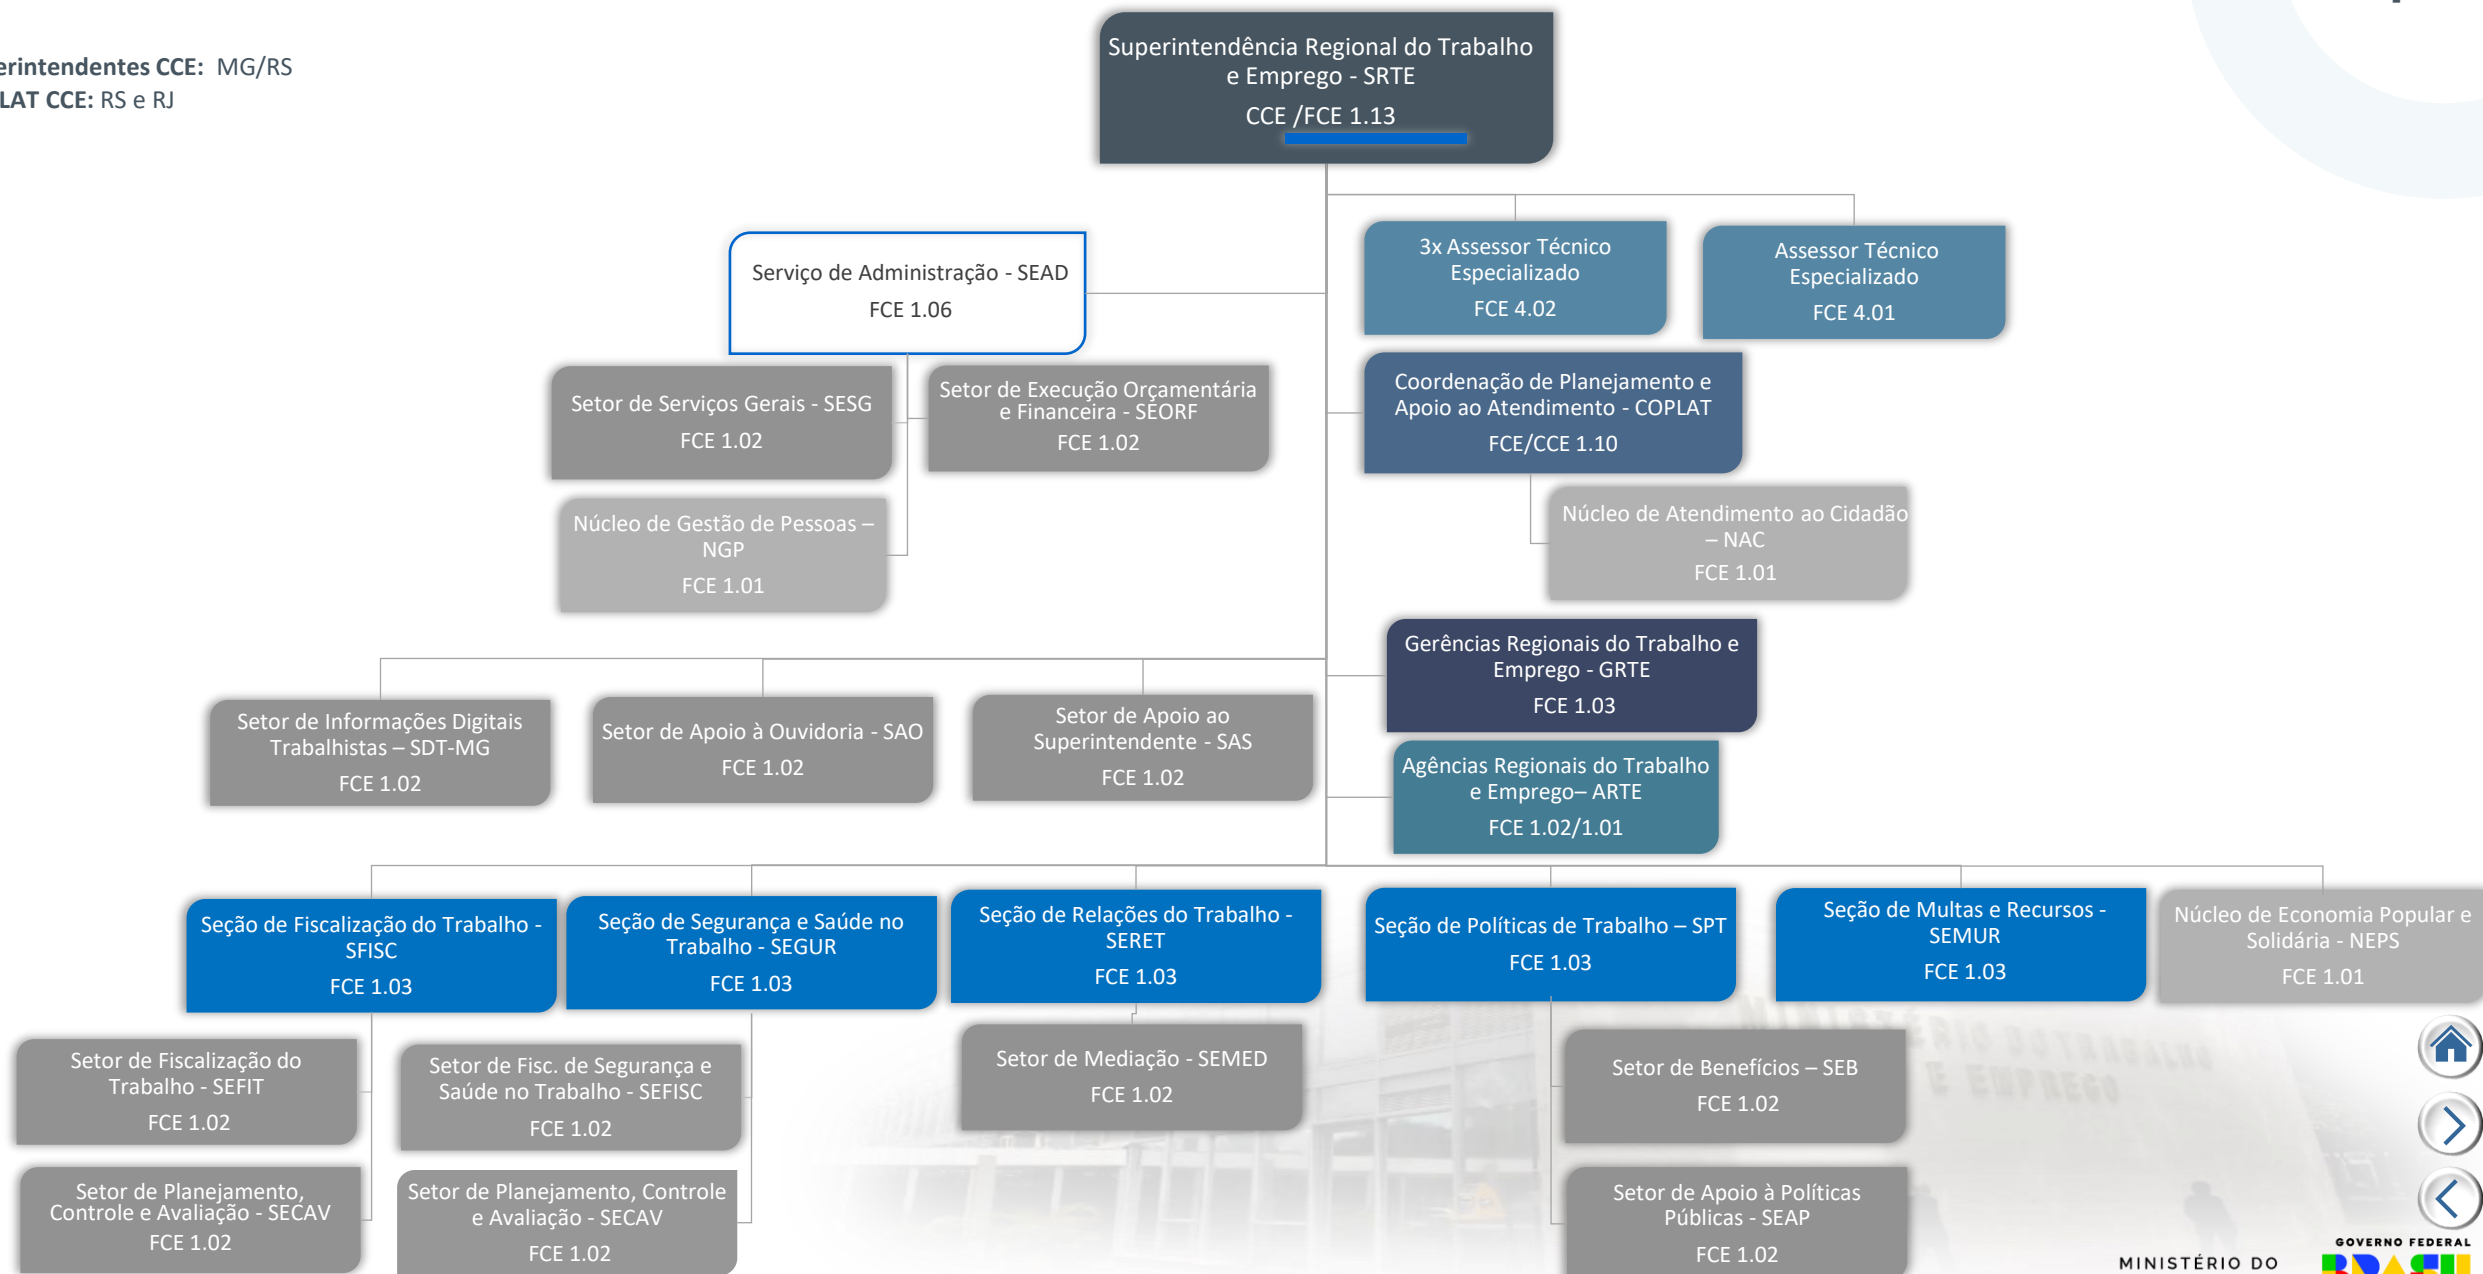 Superintendência Regional do Trabalho
e Emprego - SRTE
CCE /FCE 1.13
erintendentes CCE: MG/RS
LAT CCE: RS e RJ
Serviço de Administração - SEAD
FCE 1.06
3x Assessor Técnico
Especializado
FCE 4.02
Assessor Técnico
Especializado
FCE 4.01
Setor de Serviços Gerais - SESG
FCE 1.02
Setor de Execução Orçamentária
e Financeira - SEORF
FCE 1.02
Coordenação de Planejamento e
Apoio ao Atendimento - COPLAT
FCE/CCE 1.10
Núcleo de Gestão de Pessoas –
NGP
FCE 1.01
Núcleo de Atendimento ao Cidadão
– NAC
FCE 1.01
Gerências Regionais do Trabalho e
Emprego - GRTE
FCE 1.03
Setor de Informações Digitais
Trabalhistas – SDT-MG
FCE 1.02
Setor de Apoio à Ouvidoria - SAO
FCE 1.02
Setor de Apoio ao
Superintendente - SAS
FCE 1.02
Agências Regionais do Trabalho
e Emprego– ARTE
FCE 1.02/1.01
Seção de Fiscalização do Trabalho -
SFISC
FCE 1.03
Seção de Segurança e Saúde no
Trabalho - SEGUR
FCE 1.03
Seção de Relações do Trabalho -
SERET
FCE 1.03
Seção de Políticas de Trabalho – SPT
FCE 1.03
Seção de Multas e Recursos -
SEMUR
FCE 1.03
Núcleo de Economia Popular e
Solidária - NEPS
FCE 1.01
Setor de Fiscalização do
Trabalho - SEFIT
FCE 1.02
Setor de Fisc. de Segurança e
Saúde no Trabalho - SEFISC
FCE 1.02
Setor de Mediação - SEMED
FCE 1.02
Setor de Benefícios – SEB
FCE 1.02
MINISTÉRIO DO TRABALHO
E EMPREGO
Setor de Planejamento,
Controle e Avaliação - SECAV
FCE 1.02
Setor de Planejamento, Controle
e Avaliação - SECAV
FCE 1.02
Setor de Apoio à Políticas
Públicas - SEAP
FCE 1.02
MINISTÉRIO DO
GOVERNO FEDERAL
BRASIL